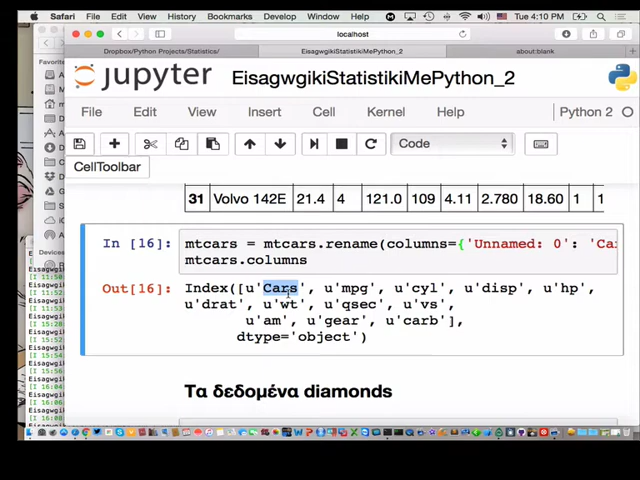 Safari File Edit View History Bookmarks Develop Window Help Tue 4:10 PM
localhost
Dropbox/Python Projects/Statistics/ EisagwgikiStatistikiMePython_2 about:blank
Favorite
jupyter EisagwgikiStatistikiMePython_2
File Edit View Insert Cell Kernel Help Python 2
Code
CellToolbar
31 Volvo 142E 21.4 4 121.0 109 4.11 2.780 18.60 1 1
In [16]: mtcars = mtcars.rename(columns={'Unnamed: 0': 'Ca
mtcars.columns
Out[16]: Index([u'Cars', u'mpg', u'cyl', u'disp', u'hp',
u'drat', u'wt', u'qsec', u'vs',
u'am', u'gear', u'carb'],
dtype='object')
Τα δεδομένα diamonds